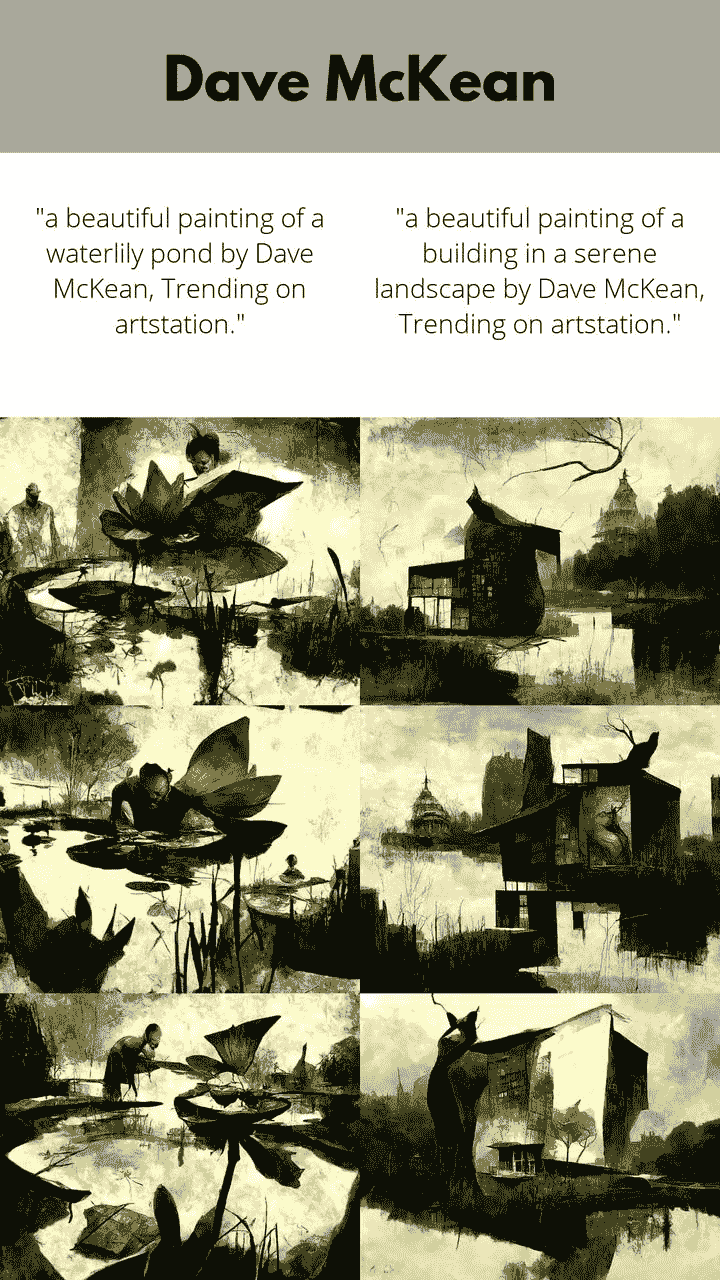 Dave McKean
"a beautiful painting of a
waterlily pond by Dave
McKean, Trending on
artstation."
"a beautiful painting of a
building in a serene
landscape by Dave McKean,
Trending on artstation."